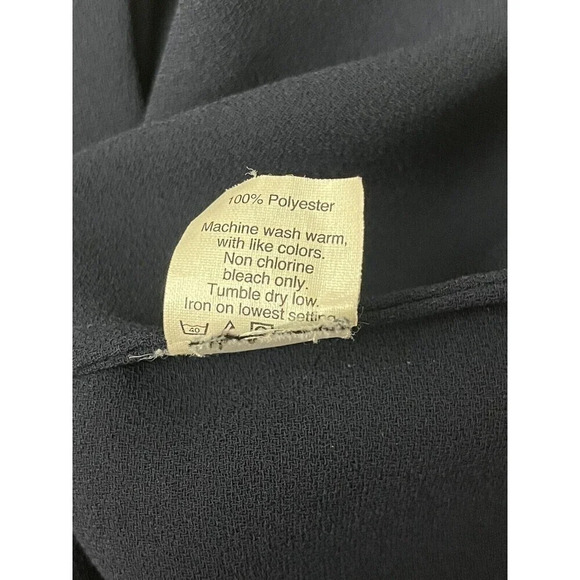 100% Polyester
Machine wash warm,
with like colors.
Non chlorine
bleach only.
Tumble dry low.
Iron on lowest setting
40